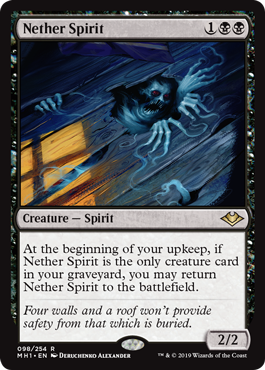 Nether Spirit 1
Creature — Spirit
At the beginning of your upkeep, if
Nether Spirit is the only creature card
in your graveyard, you may return
Nether Spirit to the battlefield.
Four walls and a roof won't provide
safety from that which is buried.
2/2
098/254 R
MH1 • EN Deruchenko Alexander
™ & © 2019 Wizards of the Coast